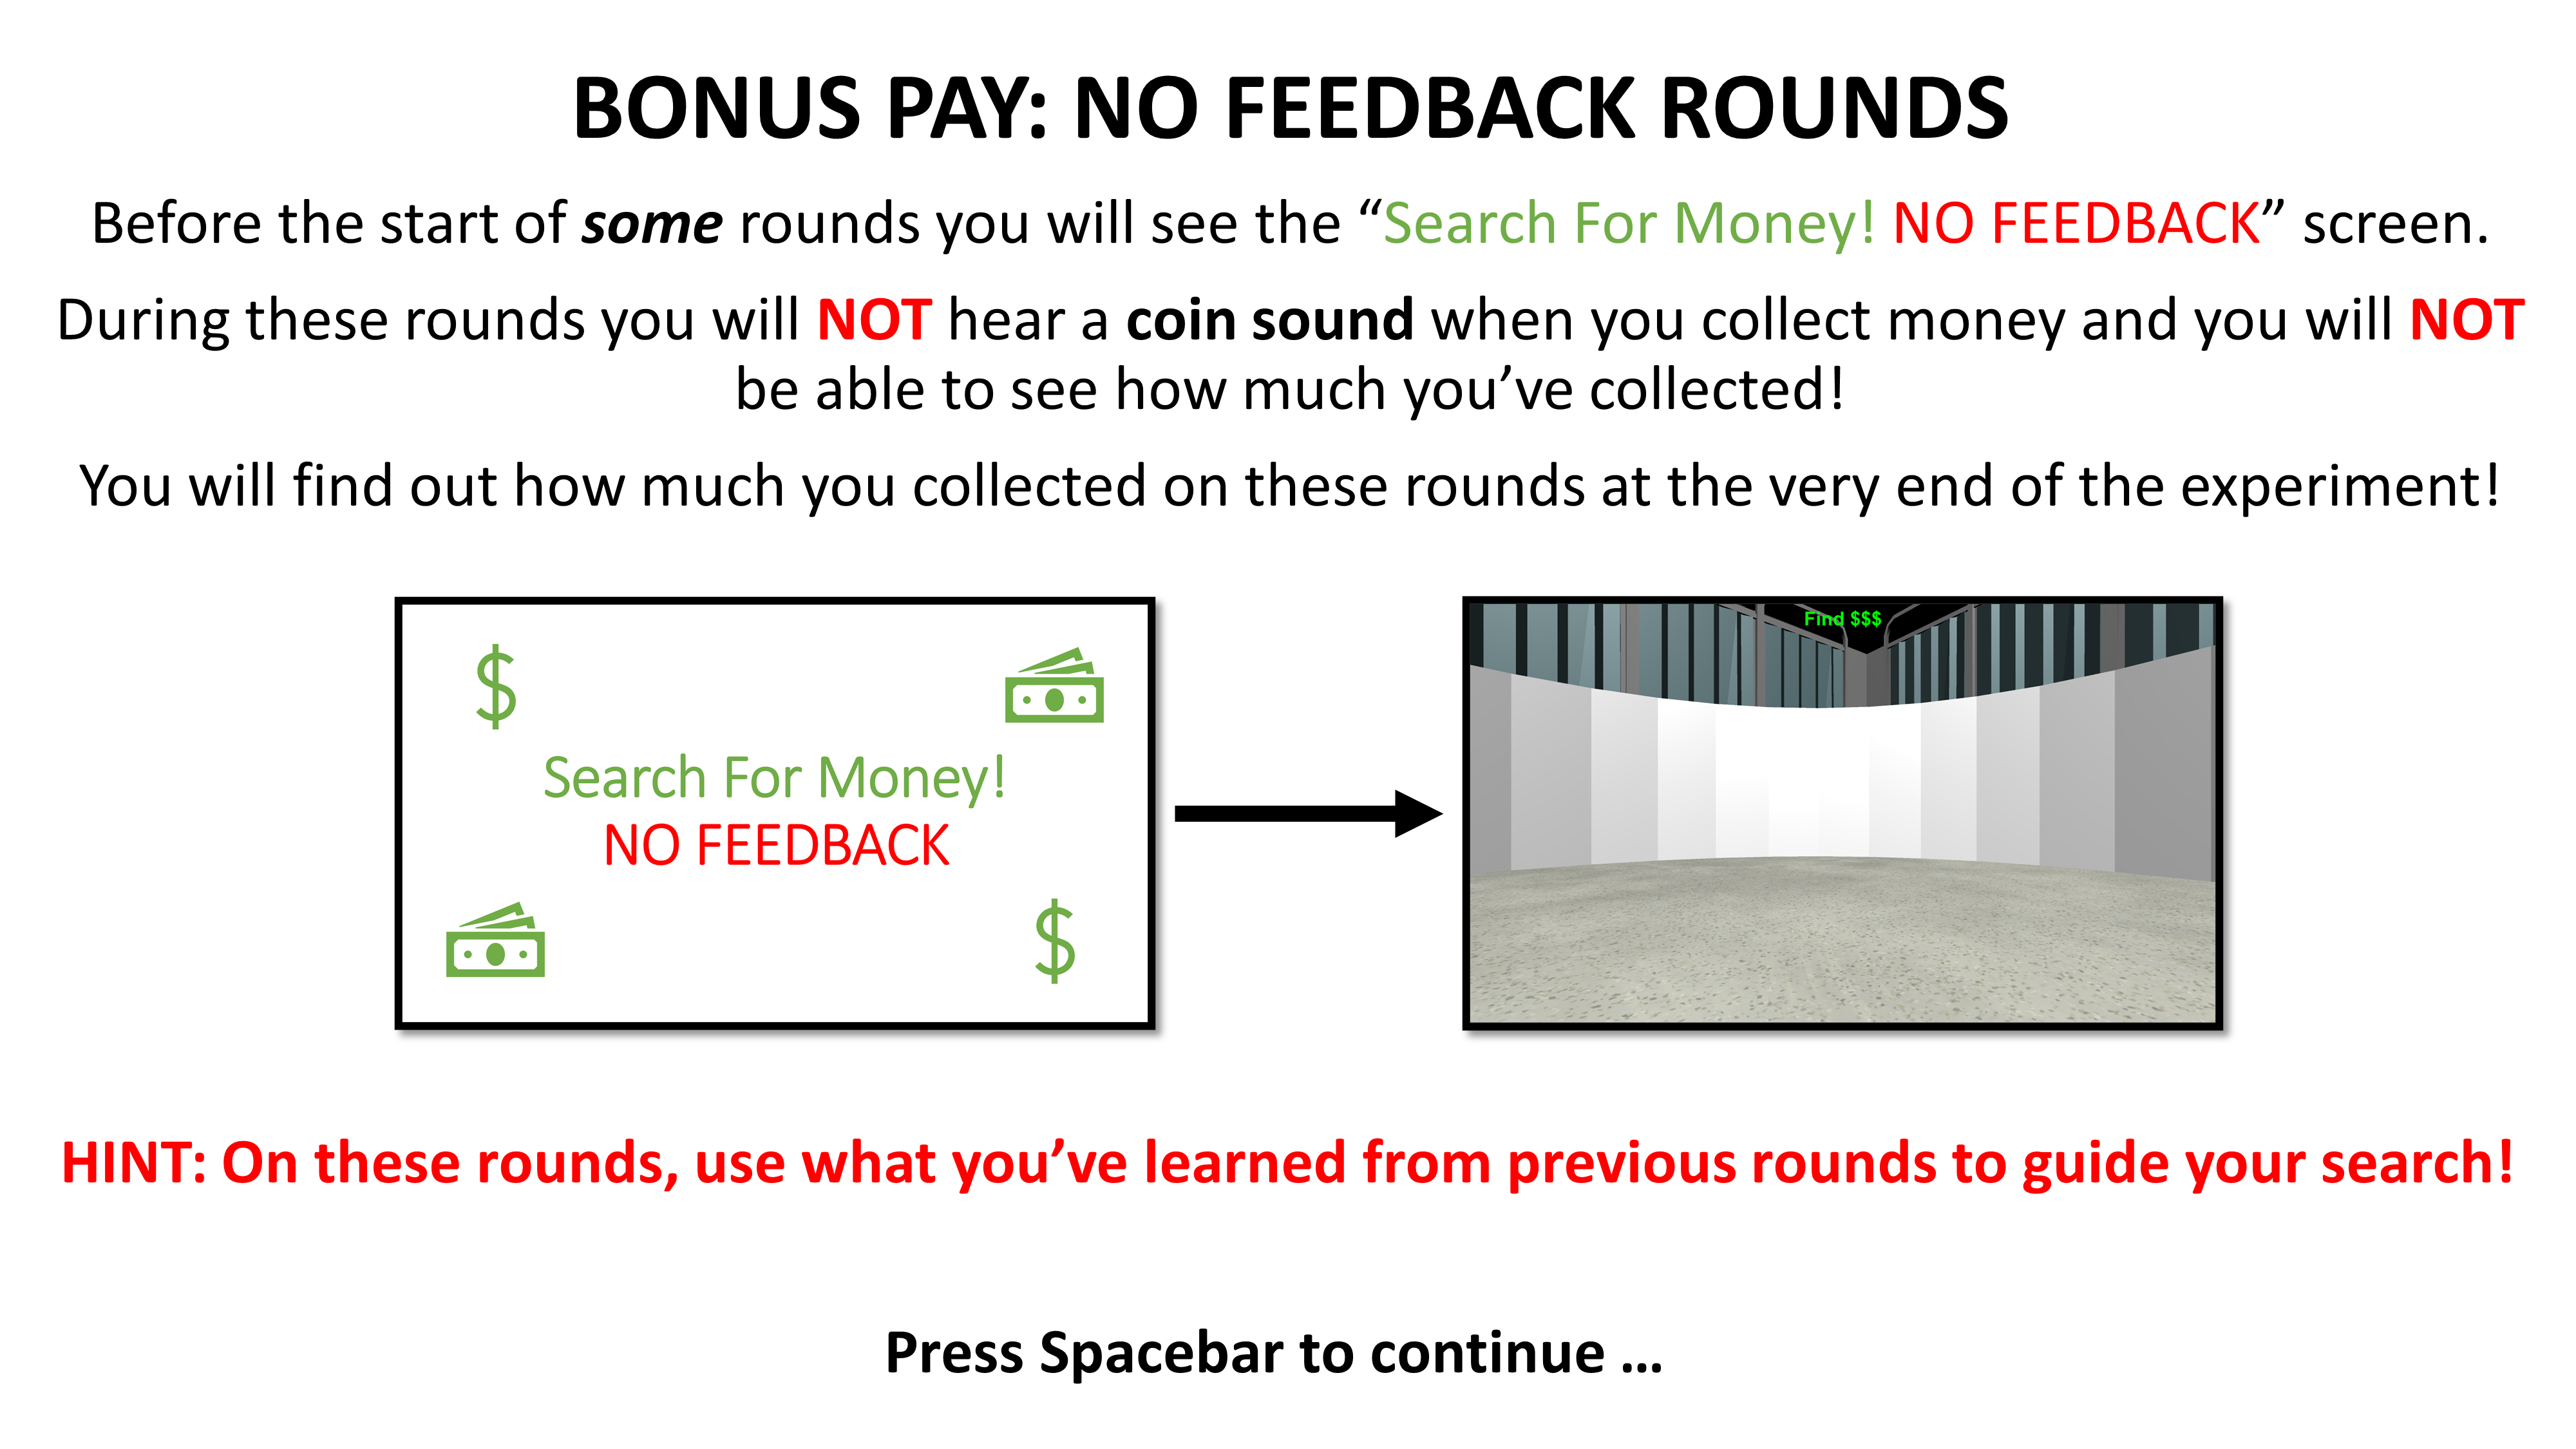 BONUS PAY: NO FEEDBACK ROUNDS
Before the start of some rounds you will see the “Search For Money! NO FEEDBACK” screen.
During these rounds you will NOT hear a coin sound when you collect money and you will NOT
be able to see how much you’ve collected!
You will find out how much you collected on these rounds at the very end of the experiment!
$
Search For Money!
NO FEEDBACK
$
Find $$$
HINT: On these rounds, use what you’ve learned from previous rounds to guide your search!
Press Spacebar to continue …